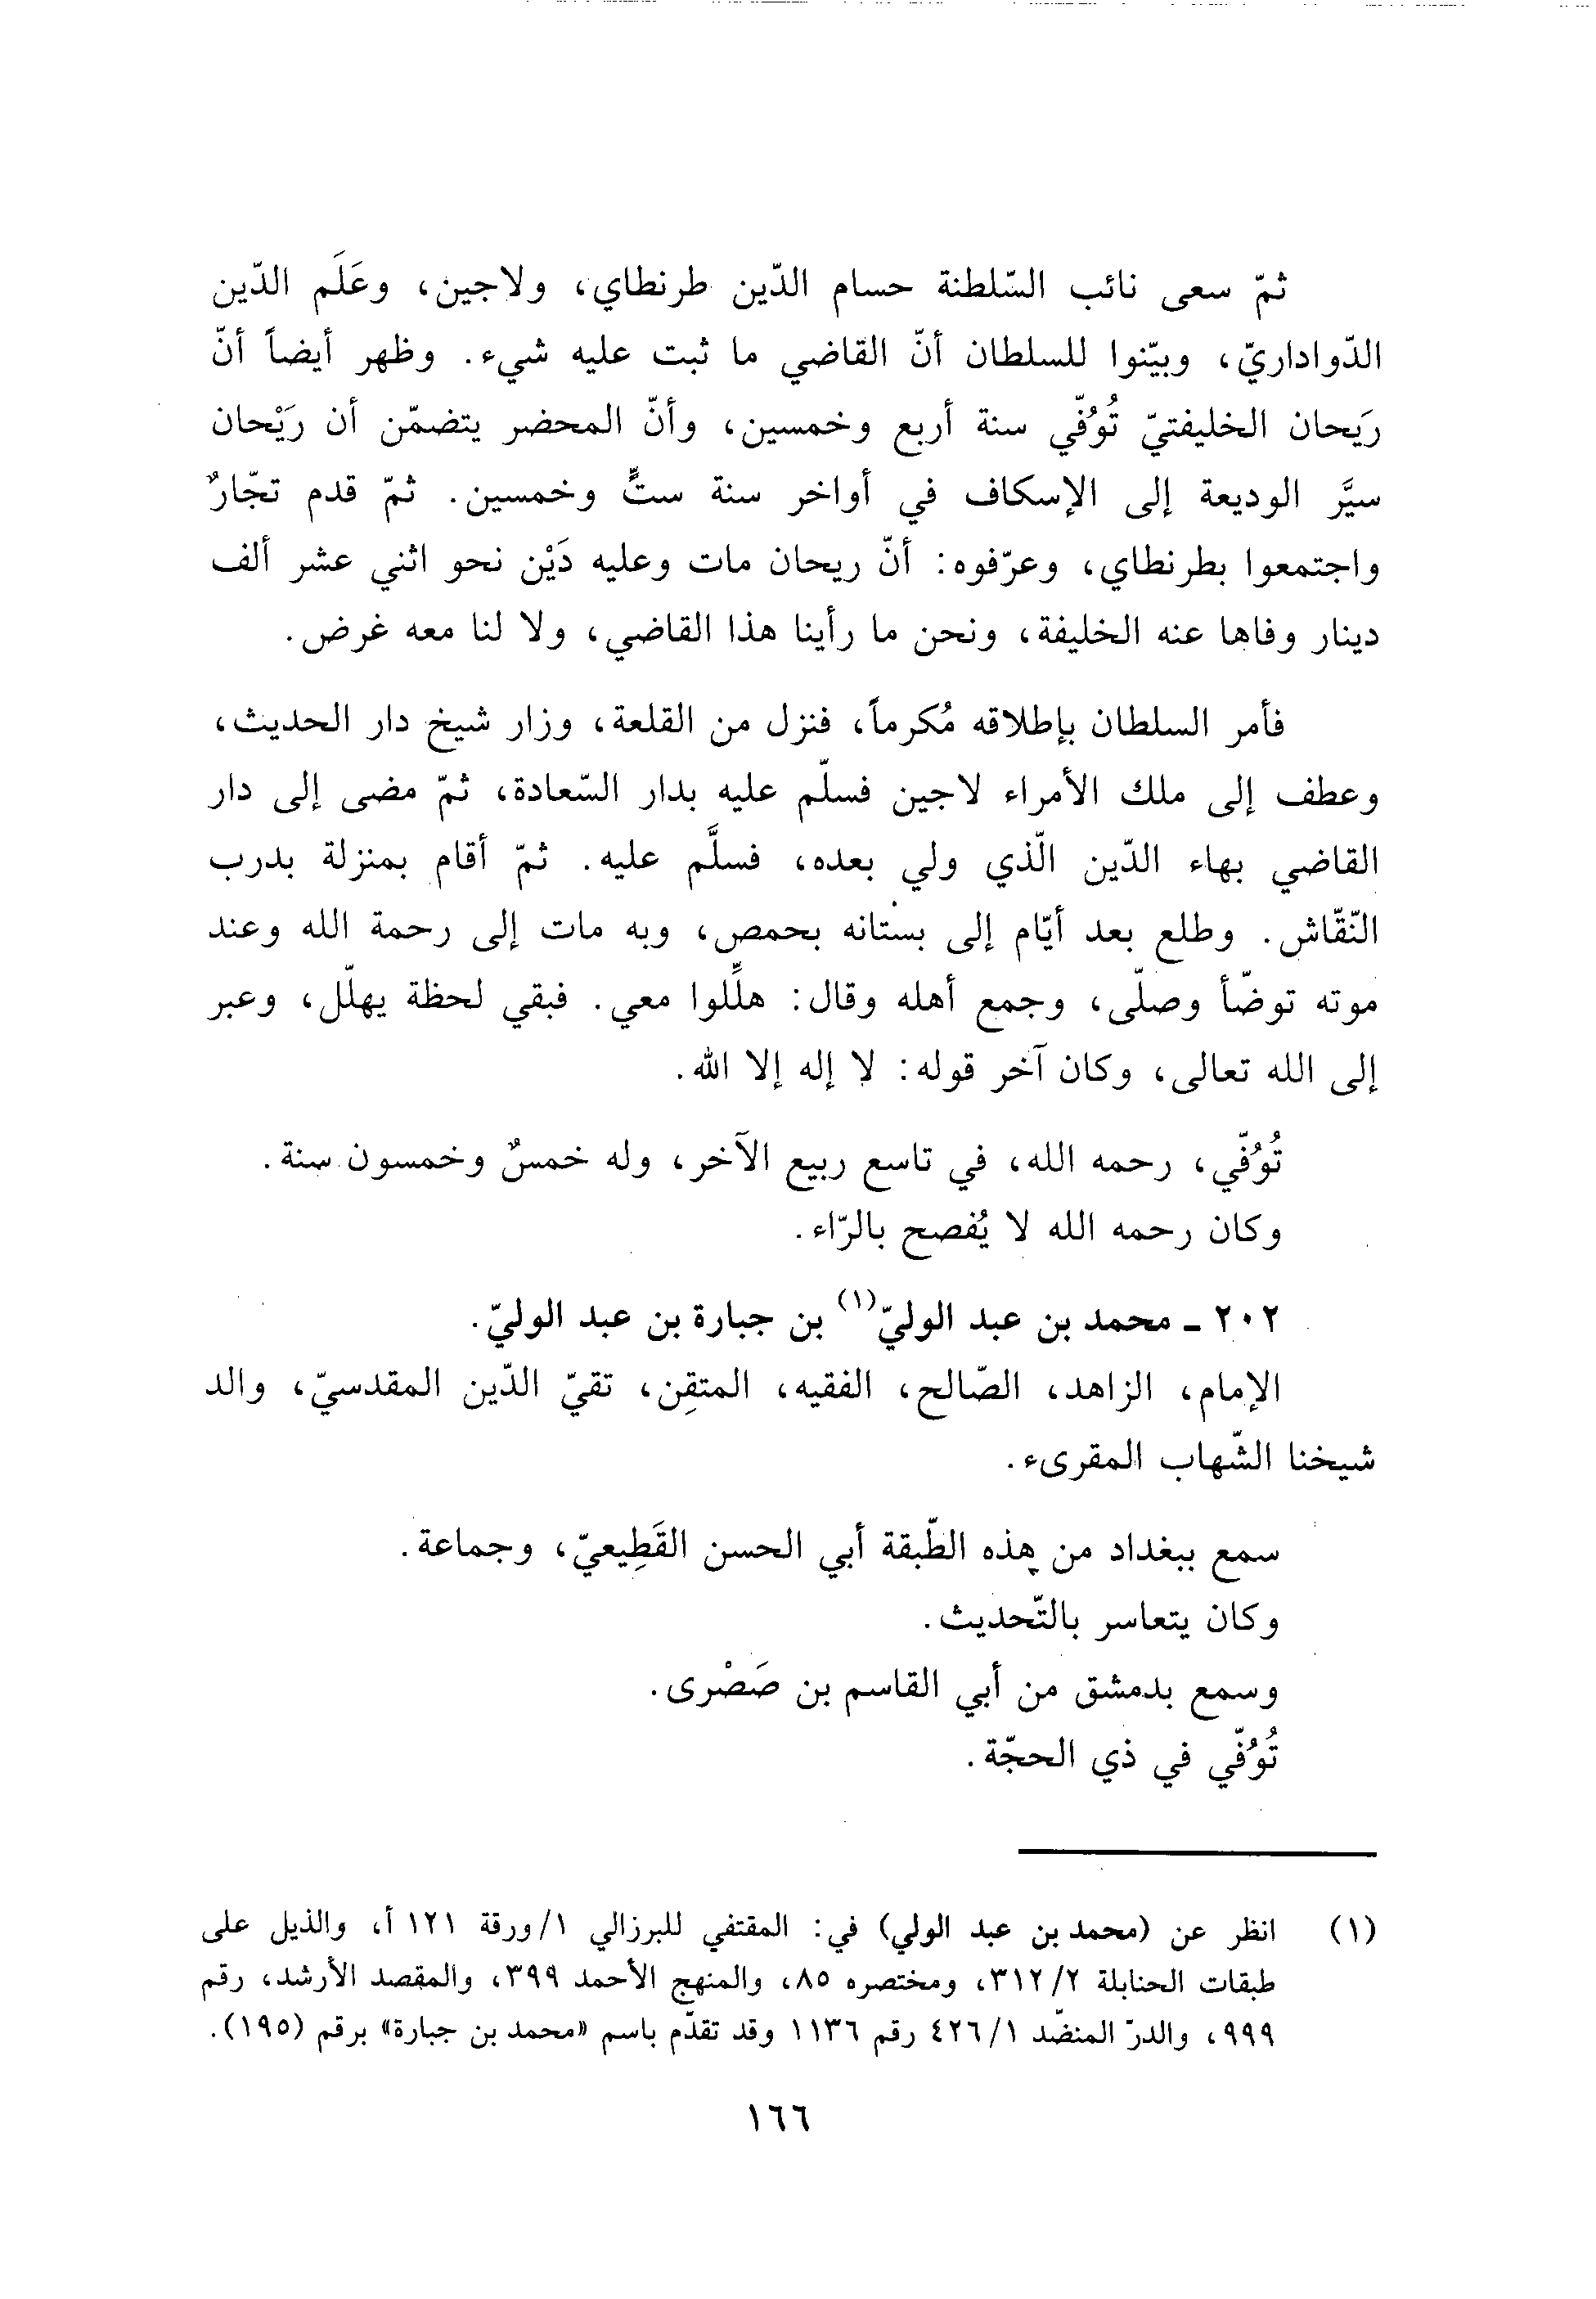 ثمّ سعى نائب السّلطنة حسام الدّين طرنطاي، ولاجين، وعَلَم الدّين
الدّواداريّ، وبيّنوا للسلطان أنّ القاضي ما ثبت عليه شيء. وظهر أيضاً أنّ
رَيَحان الخليفتيّ تُوُفّي سنة أربع وخمسين، وأنّ المحضر يتضمّن أن رَيْحان
سيَّر الوديعة إلى الإسكاف في أواخر سنة ستٍّ وخمسين. ثمّ قدم تجّارٌ
واجتمعوا بطرنطاي، وعرّفوه: أنّ ريحان مات وعليه دَيْن نحو اثني عشر ألف
دينار وفاها عنه الخليفة، ونحن ما رأينا هذا القاضي، ولا لنا معه غرض.
فأمر السلطان بإطلاقه مُكرماً، فنزل من القلعة، وزار شيخ دار الحديث،
وعطف إلى ملك الأمراء لاجين فسلّم عليه بدار السّعادة، ثمّ مضى إلى دار
القاضي بهاء الدّين الّذي ولي بعده، فسلَّم عليه. ثمّ أقام بمنزلة بدرب
النّقّاش. وطلع بعد أيّام إلى بستانه بحمص، وبه مات إلى رحمة الله وعند
موته توضّأ وصلّى، وجمع أهله وقال: هلِّلوا معي. فبقي لحظة يهلّل، وعبر
إلى الله تعالى، وكان آخر قوله: لا إله إلا الله.
تُوُفّي، رحمه الله، في تاسع ربيع الآخر، وله خمسٌ وخمسون سنة.
وكان رحمه الله لا يُفصح بالرّاء.
٢٠٢ ـ محمد بن عبد الوليّ(١) بن جبارة بن عبد الوليّ.
الإمام، الزاهد، الصّالح، الفقيه، المتقِن، تقيّ الدّين المقدسيّ، والد
شيخنا الشّهاب المقرىء.
سمع ببغداد من هذه الطّبقة أبي الحسن القَطِيعيّ، وجماعة.
وكان يتعاسر بالتّحديث.
وسمع بدمشق من أبي القاسم بن صَصْرى.
تُوُفّي في ذي الحجّة.
(١) انظر عن (محمد بن عبد الولي) في: المقتفي للبرزالي ١/ورقة ١٢١ أ، والذيل على
طبقات الحنابلة ٣١٢/٢، ومختصره ٨٥، والمنهج الأحمد ٣٩٩، والمقصد الأرشد، رقم
٩٩٩، والدرّ المنضّد ٤٢٦/١ رقم ١١٣٦ وقد تقدّم باسم «محمد بن جبارة» برقم (١٩٥).
١٦٦